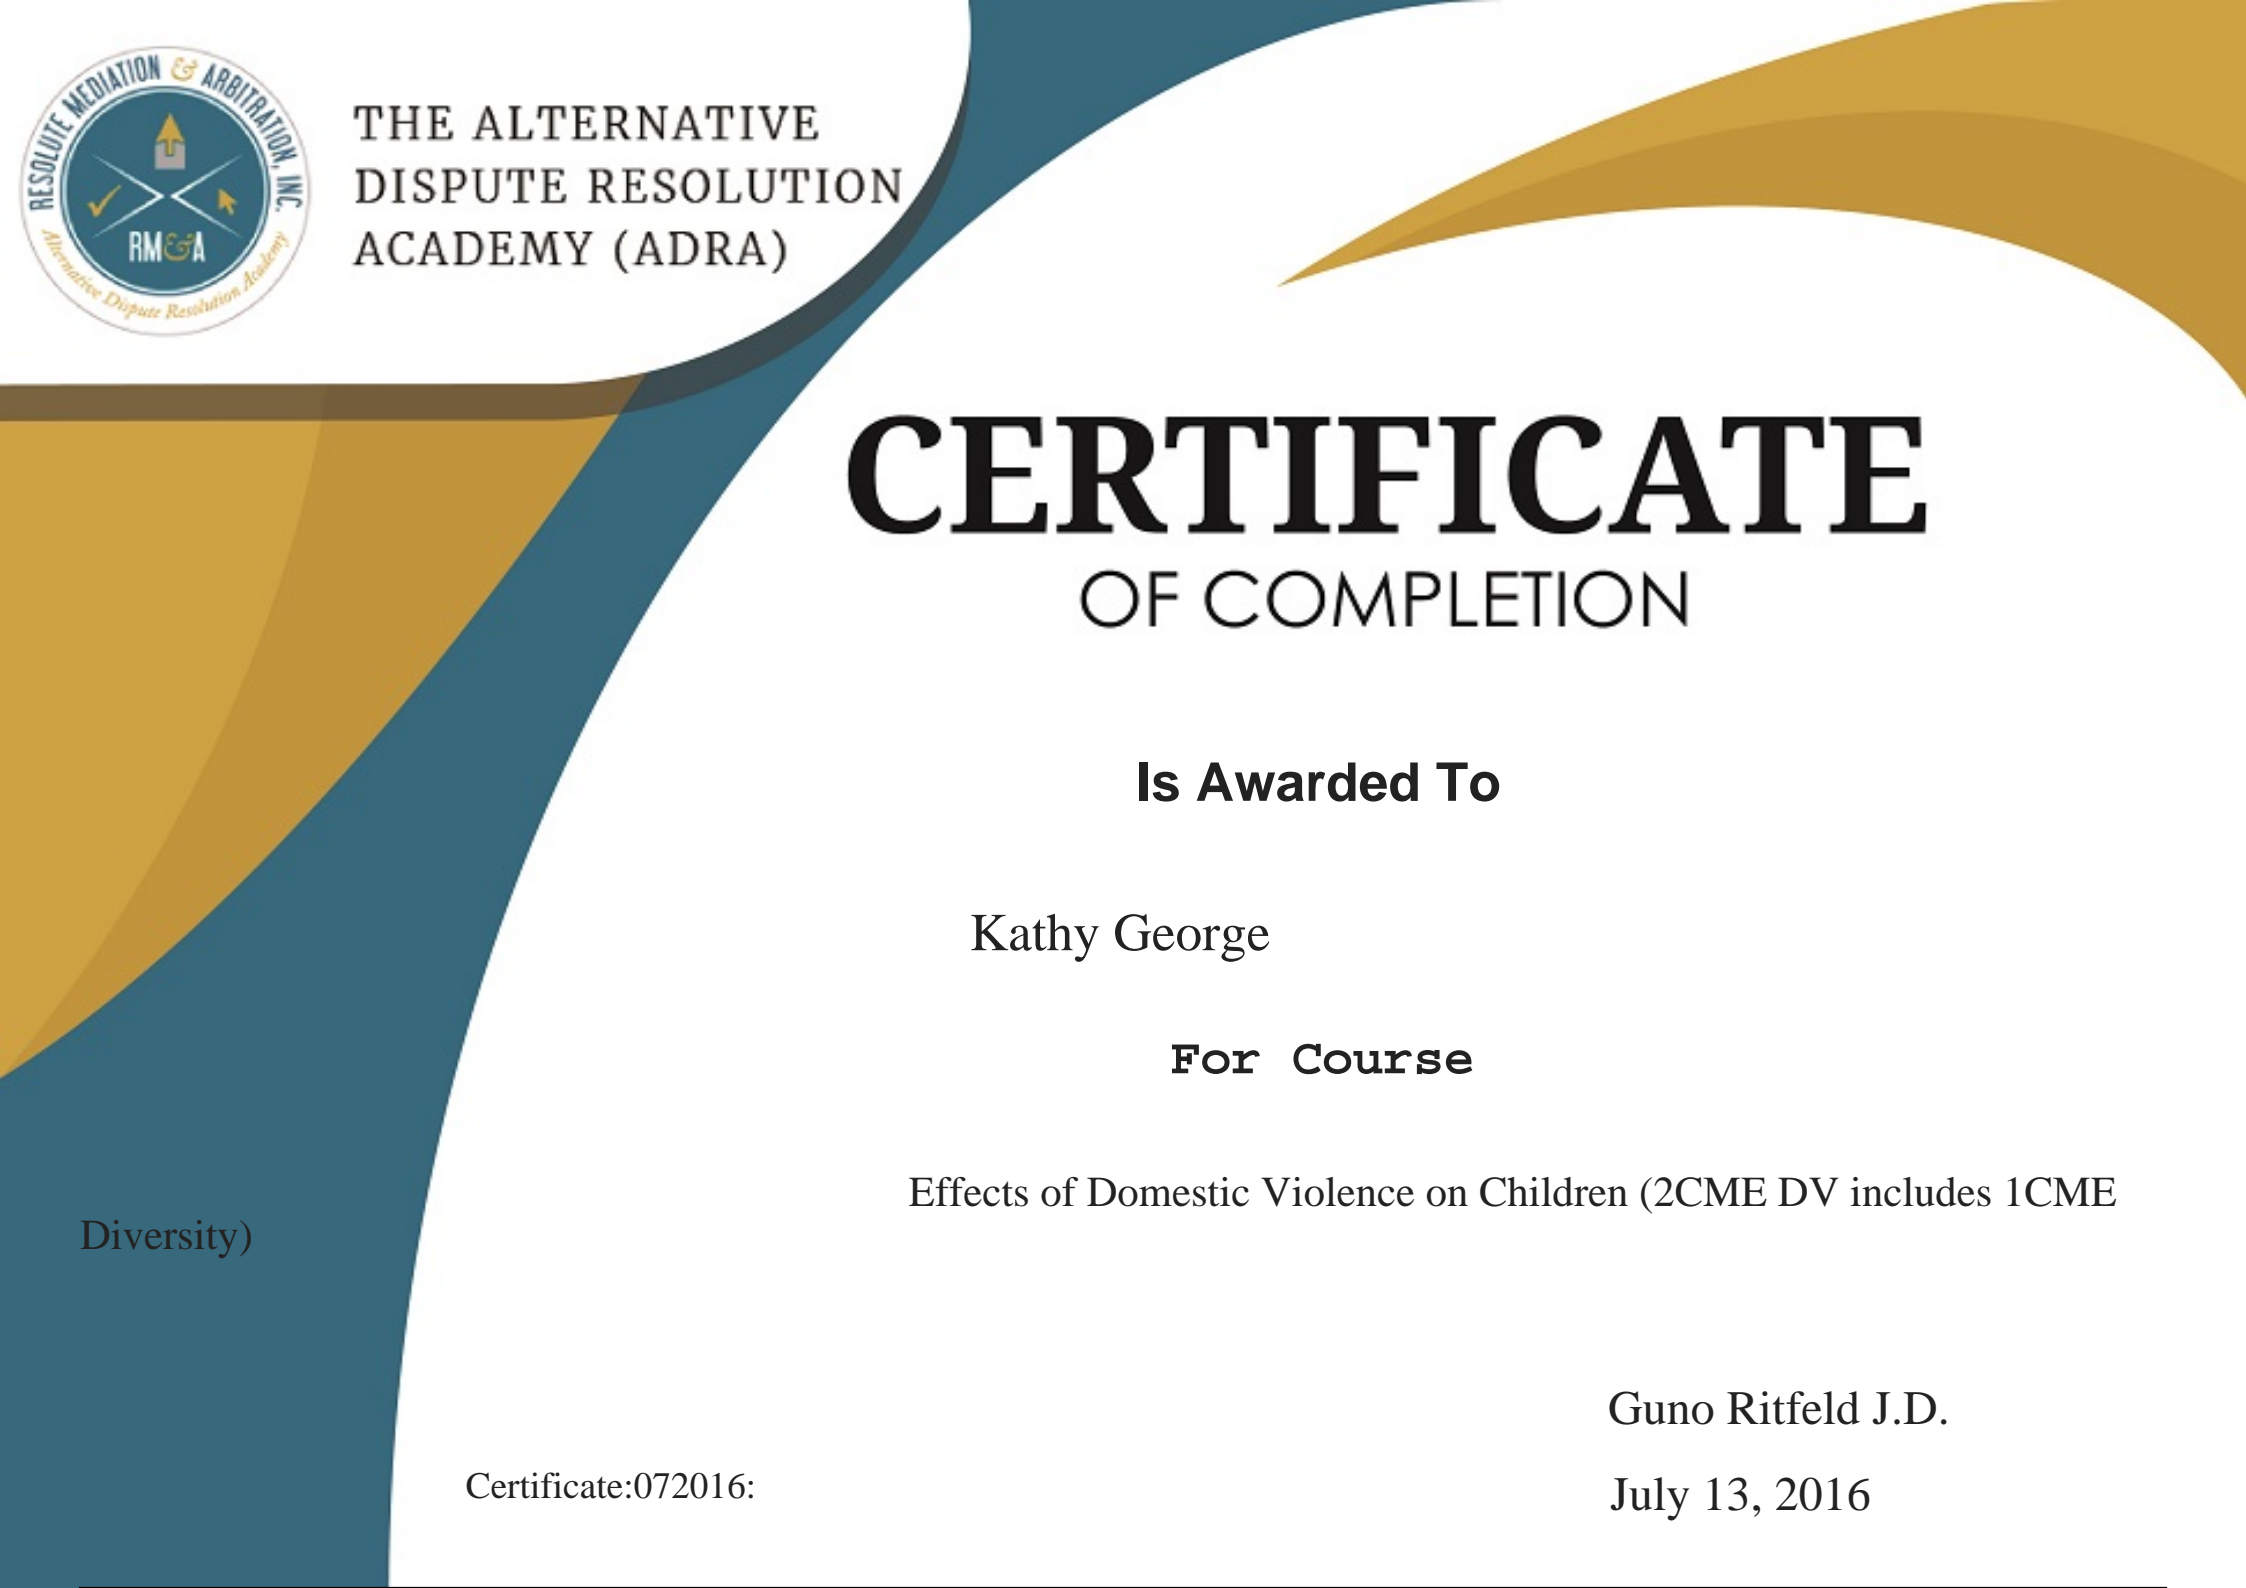 RESOLUTE MEDIATION & ARBITRATION, INC.
RM&A
Alternative Dispute Resolution Academy
THE ALTERNATIVE
DISPUTE RESOLUTION
ACADEMY (ADRA)
CERTIFICATE
OF COMPLETION
Is Awarded To
Kathy George
For Course
Effects of Domestic Violence on Children (2CME DV includes 1CME
Diversity)
Guno Ritfeld J.D.
Certificate:072016:
July 13, 2016